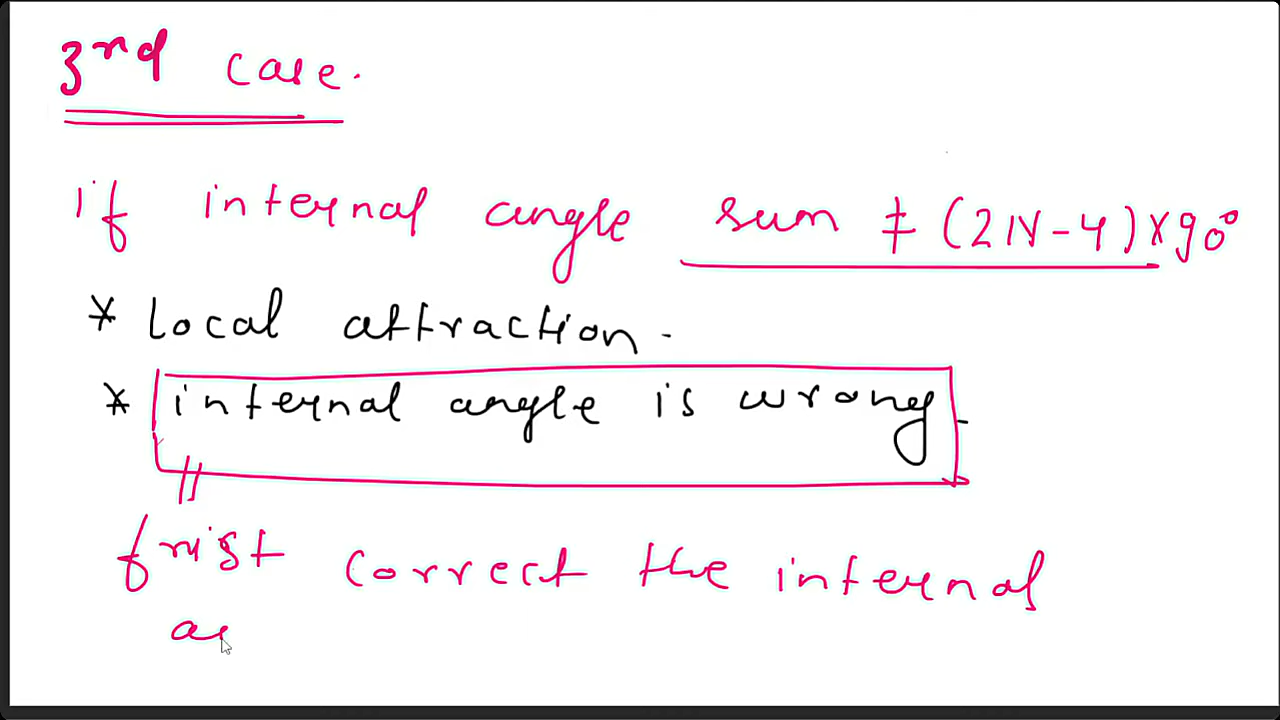 3rd case.
if internal angle sum ≠ (2N-4)x90°
* Local attraction.
* internal angle is wrong.
frist correct the internal
an